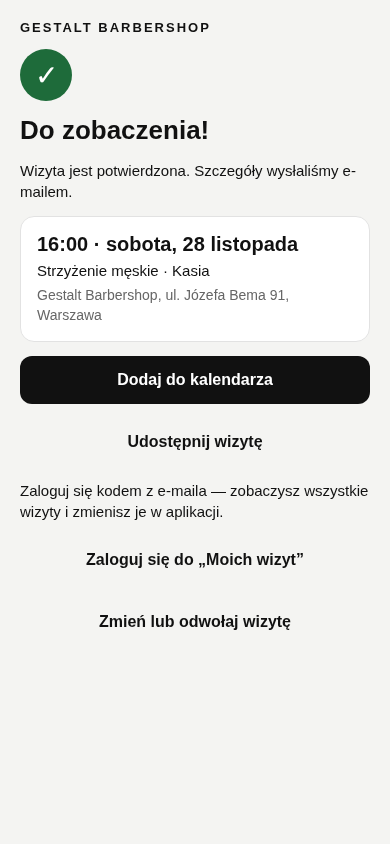 GESTALT BARBERSHOP
✓
Do zobaczenia!
Wizyta jest potwierdzona. Szczegóły wysłaliśmy e-
mailem.
16:00 · sobota, 28 listopada
Strzyżenie męskie · Kasia
Gestalt Barbershop, ul. Józefa Bema 91,
Warszawa
Dodaj do kalendarza
Udostępnij wizytę
Zaloguj się kodem z e-maila — zobaczysz wszystkie
wizyty i zmienisz je w aplikacji.
Zaloguj się do „Moich wizyt”
Zmień lub odwołaj wizytę